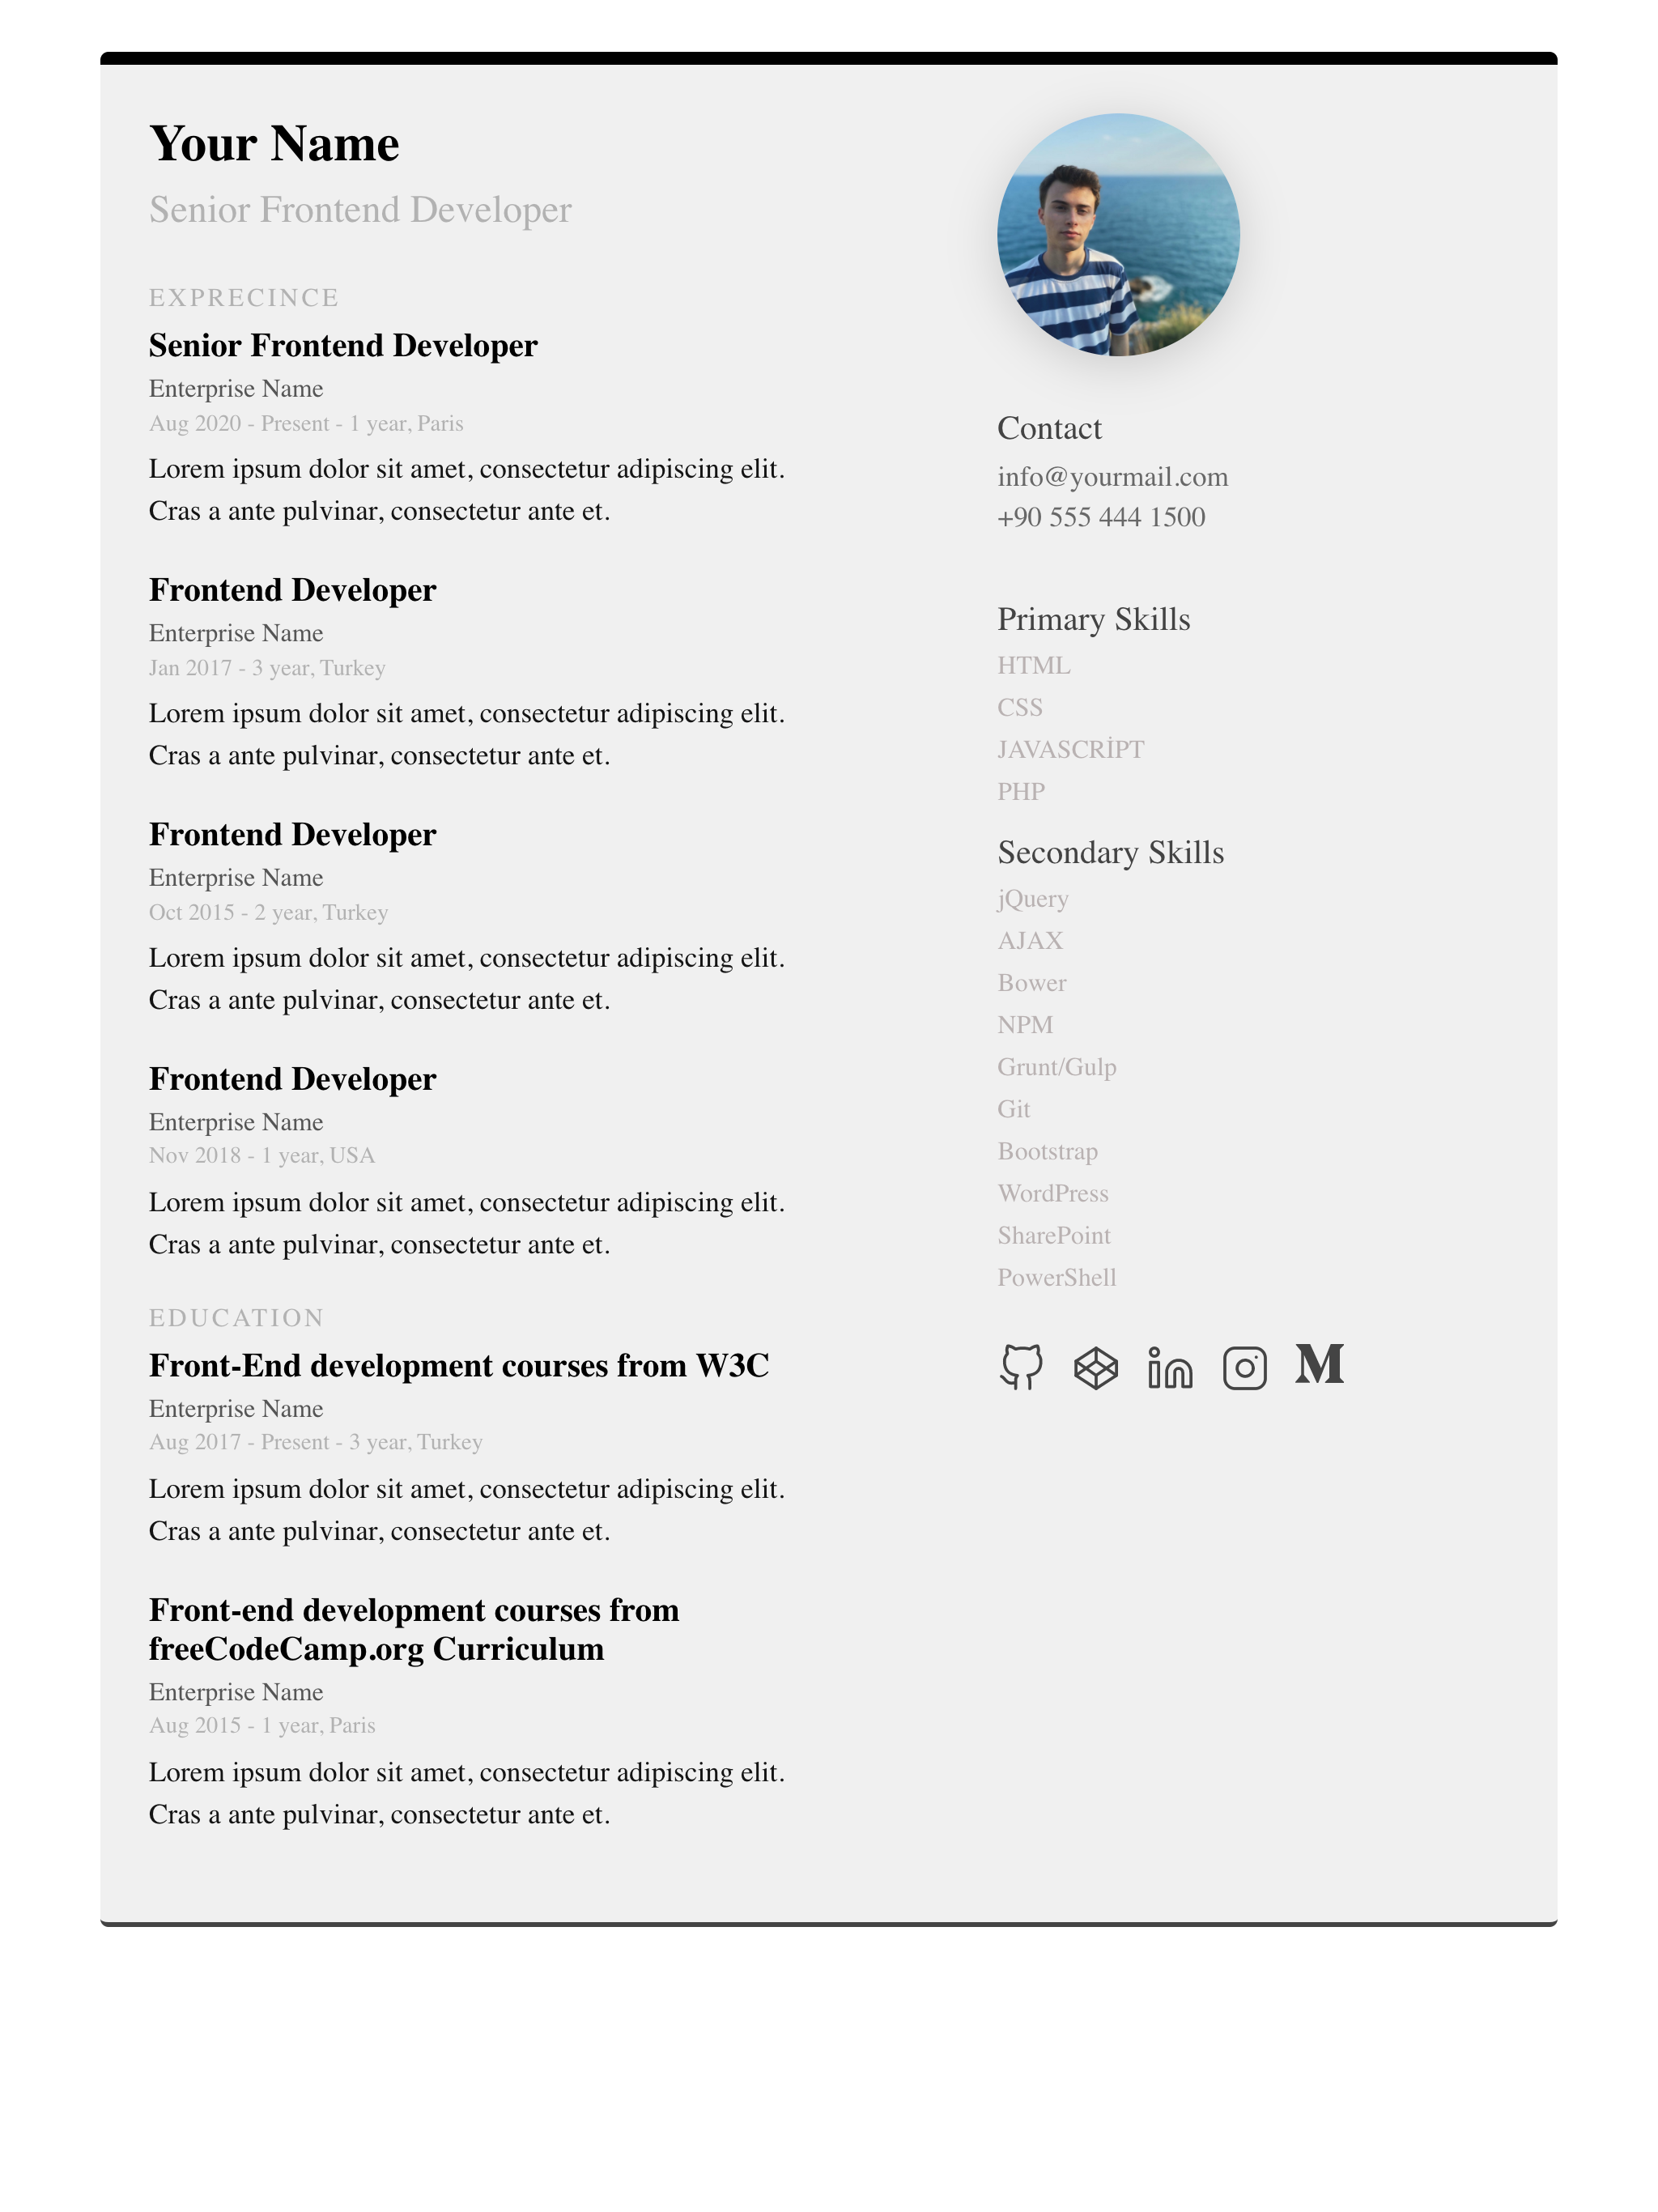 Your Name
Senior Frontend Developer
EXPRECINCE
Senior Frontend Developer
Enterprise Name
Aug 2020 - Present - 1 year, Paris
Lorem ipsum dolor sit amet, consectetur adipiscing elit.
Cras a ante pulvinar, consectetur ante et.
Frontend Developer
Enterprise Name
Jan 2017 - 3 year, Turkey
Lorem ipsum dolor sit amet, consectetur adipiscing elit.
Cras a ante pulvinar, consectetur ante et.
Frontend Developer
Enterprise Name
Oct 2015 - 2 year, Turkey
Lorem ipsum dolor sit amet, consectetur adipiscing elit.
Cras a ante pulvinar, consectetur ante et.
Frontend Developer
Enterprise Name
Nov 2018 - 1 year, USA
Lorem ipsum dolor sit amet, consectetur adipiscing elit.
Cras a ante pulvinar, consectetur ante et.
EDUCATION
Front-End development courses from W3C
Enterprise Name
Aug 2017 - Present - 3 year, Turkey
Lorem ipsum dolor sit amet, consectetur adipiscing elit.
Cras a ante pulvinar, consectetur ante et.
Front-end development courses from
freeCodeCamp.org Curriculum
Enterprise Name
Aug 2015 - 1 year, Paris
Lorem ipsum dolor sit amet, consectetur adipiscing elit.
Cras a ante pulvinar, consectetur ante et.
Contact
info@yourmail.com
+90 555 444 1500
Primary Skills
HTML
CSS
JAVASCRİPT
PHP
Secondary Skills
jQuery
AJAX
Bower
NPM
Grunt/Gulp
Git
Bootstrap
WordPress
SharePoint
PowerShell
in M